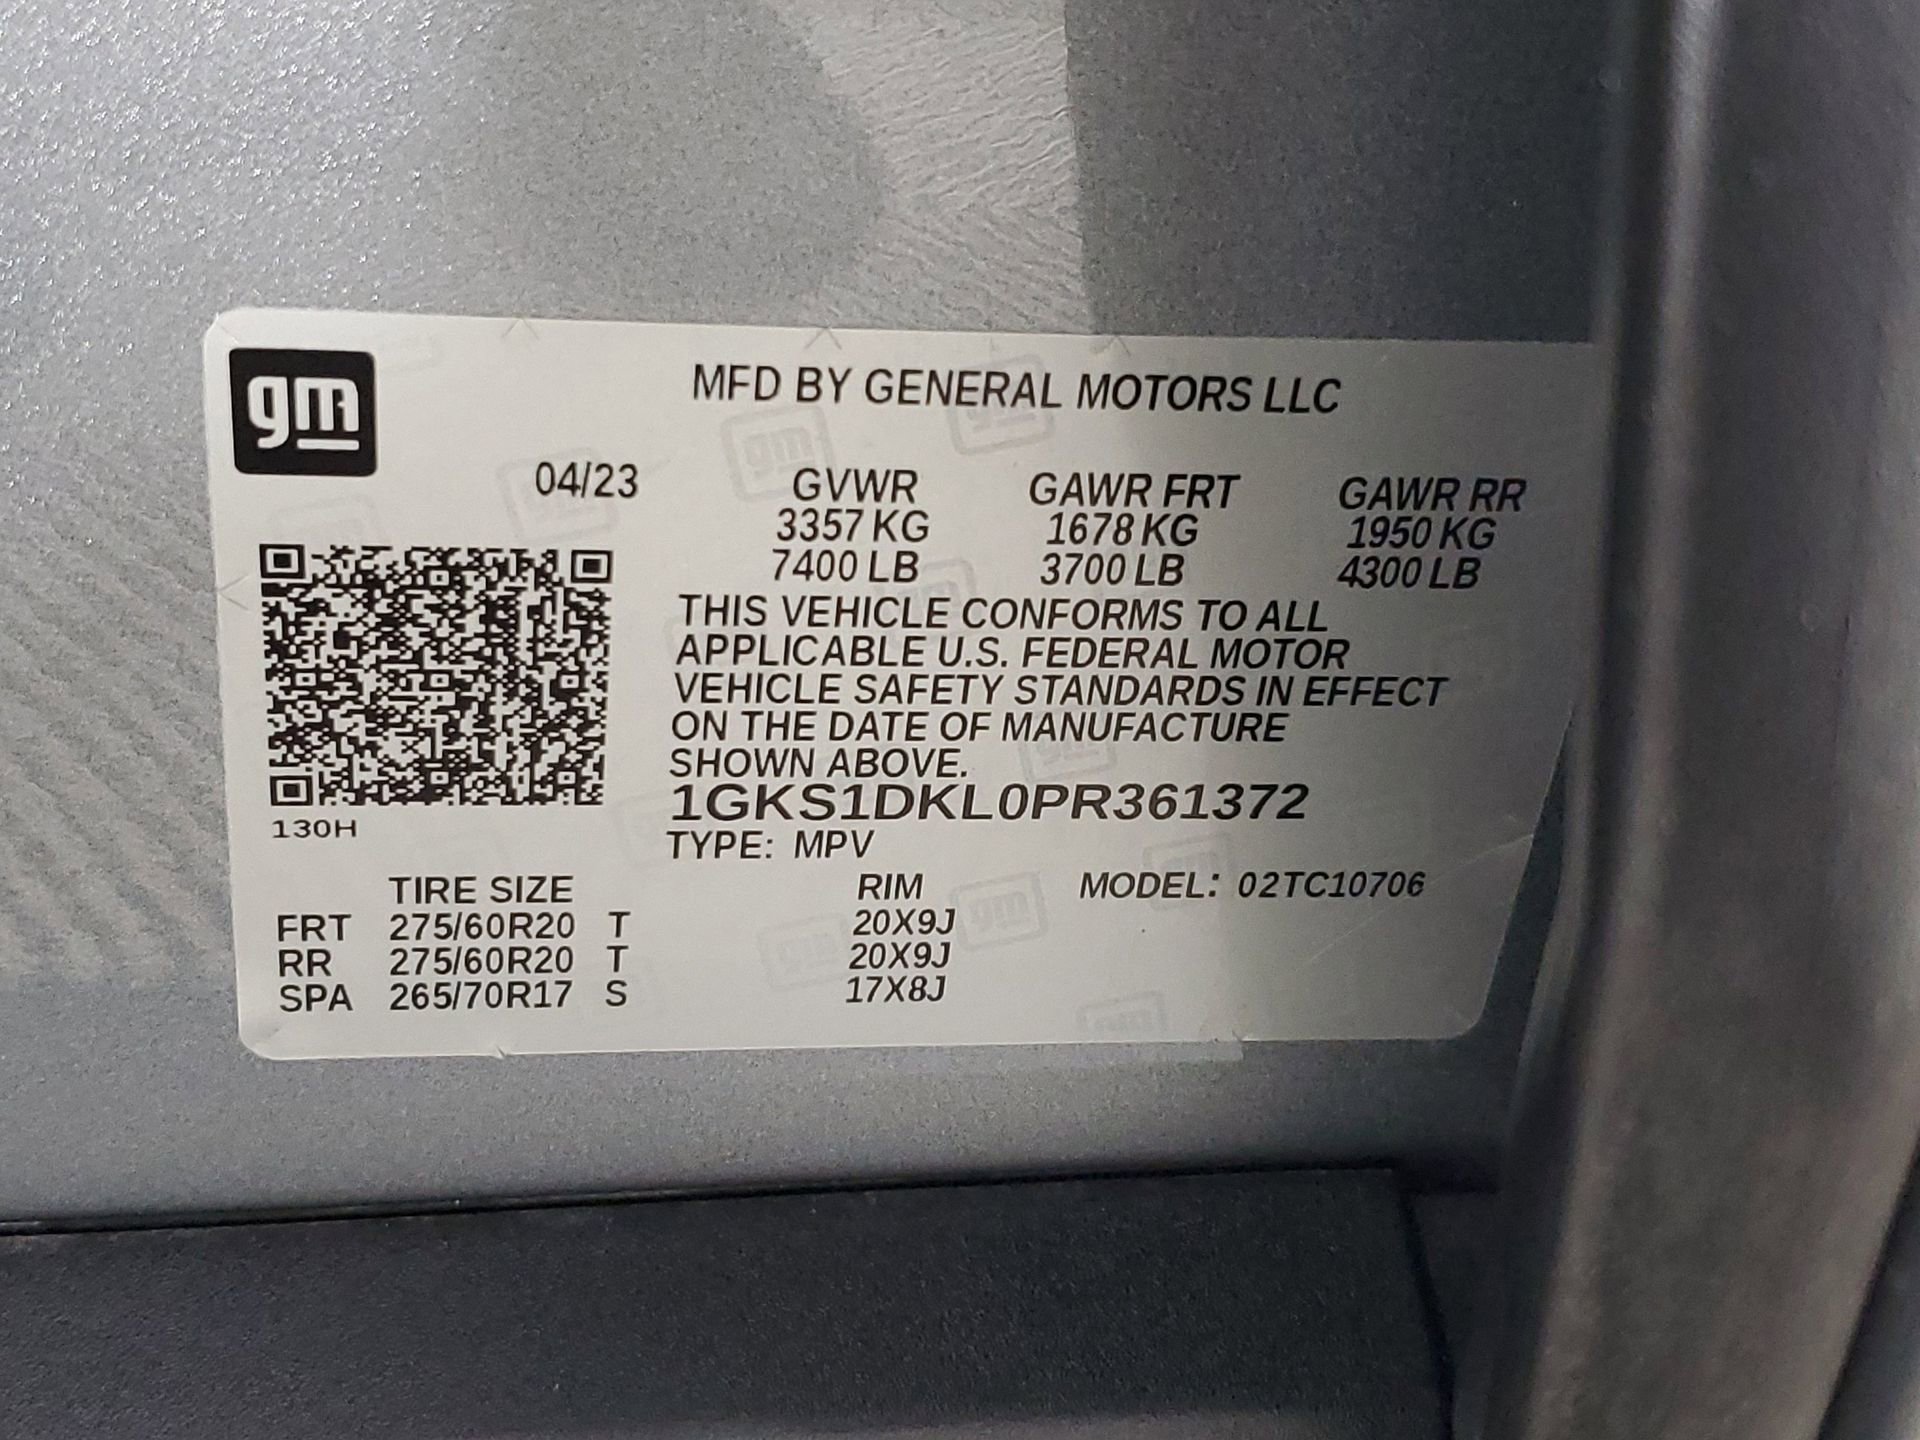 gm
MFD BY GENERAL MOTORS LLC
04/23 GVWR GAWR FRT GAWR RR
3357 KG 1678 KG 1950 KG
7400 LB 3700 LB 4300 LB
THIS VEHICLE CONFORMS TO ALL
APPLICABLE U.S. FEDERAL MOTOR
VEHICLE SAFETY STANDARDS IN EFFECT
ON THE DATE OF MANUFACTURE
SHOWN ABOVE.
1GKS1DKL0PR361372
130H
TYPE: MPV
TIRE SIZE RIM MODEL: 02TC10706
FRT 275/60R20 T 20X9J
RR 275/60R20 T 20X9J
SPA 265/70R17 S 17X8J